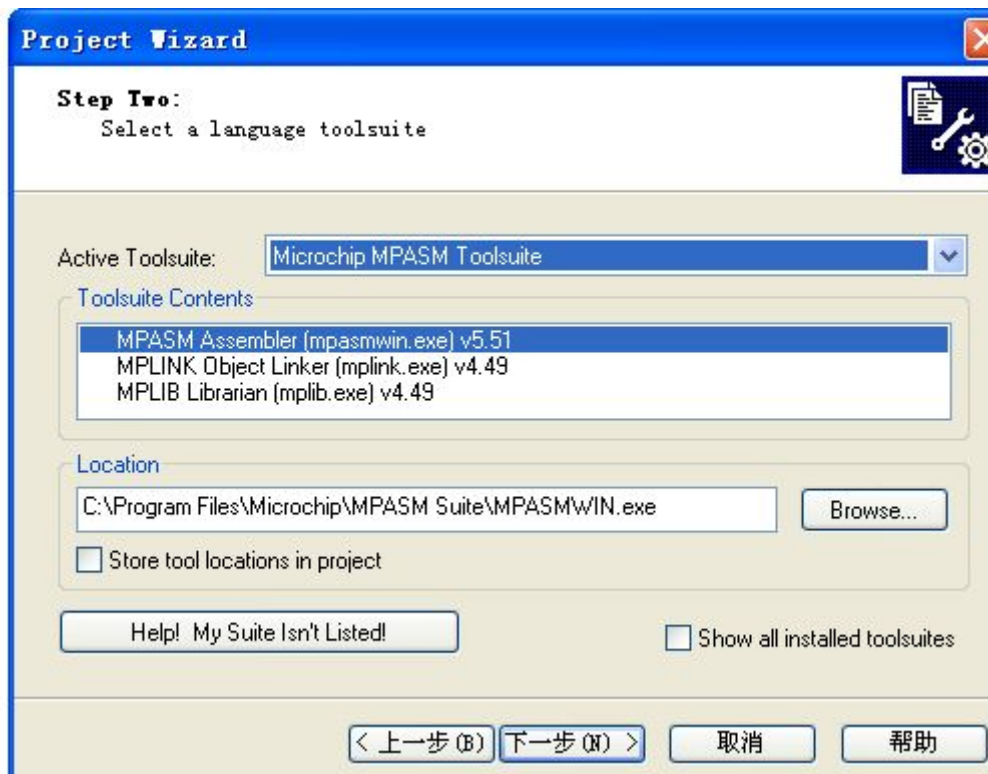 Project Wizard
Step Two:
Select a language toolsuite
Active Toolsuite: Microchip MPASM Toolsuite
Toolsuite Contents
MPASM Assembler (mpasmwin.exe) v5.51
MPLINK Object Linker (mplink.exe) v4.49
MPLIB Librarian (mplib.exe) v4.49
Location
C:\Program Files\Microchip\MPASM Suite\MPASMWIN.exe Browse...
Store tool locations in project
Help! My Suite Isn't Listed! Show all installed toolsuites
< 上一步(B) 下一步(N) > 取消 帮助